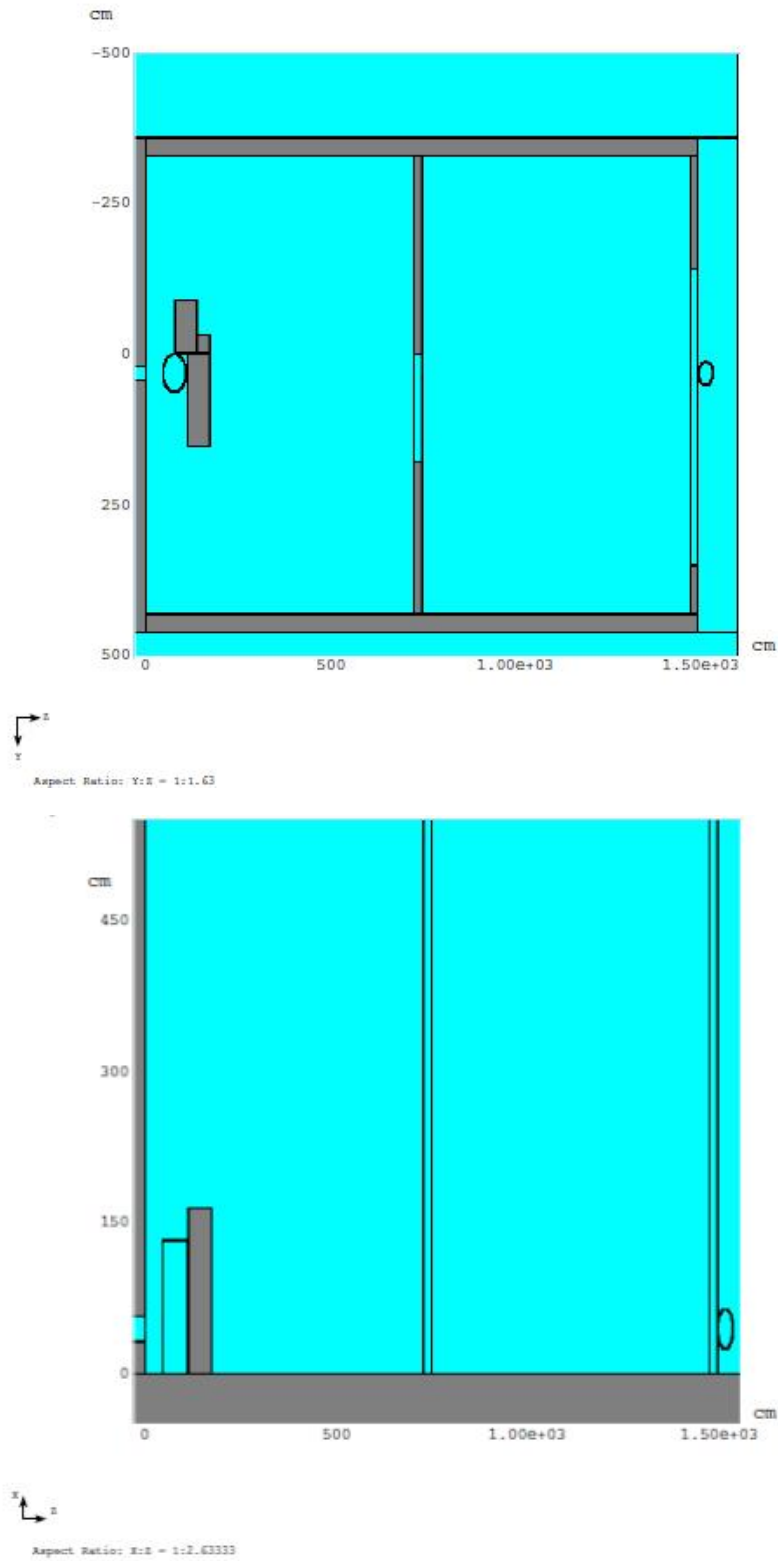 cm
-500
-250
0
250
500
0 500 1.00e+03 1.50e+03
cm
Z
Y
Aspect Ratio: Y:Z = 1:1.63
cm
450
300
150
0
cm
0 500 1.00e+03 1.50e+03
X
Z
Aspect Ratio: X:Z = 1:2.63333